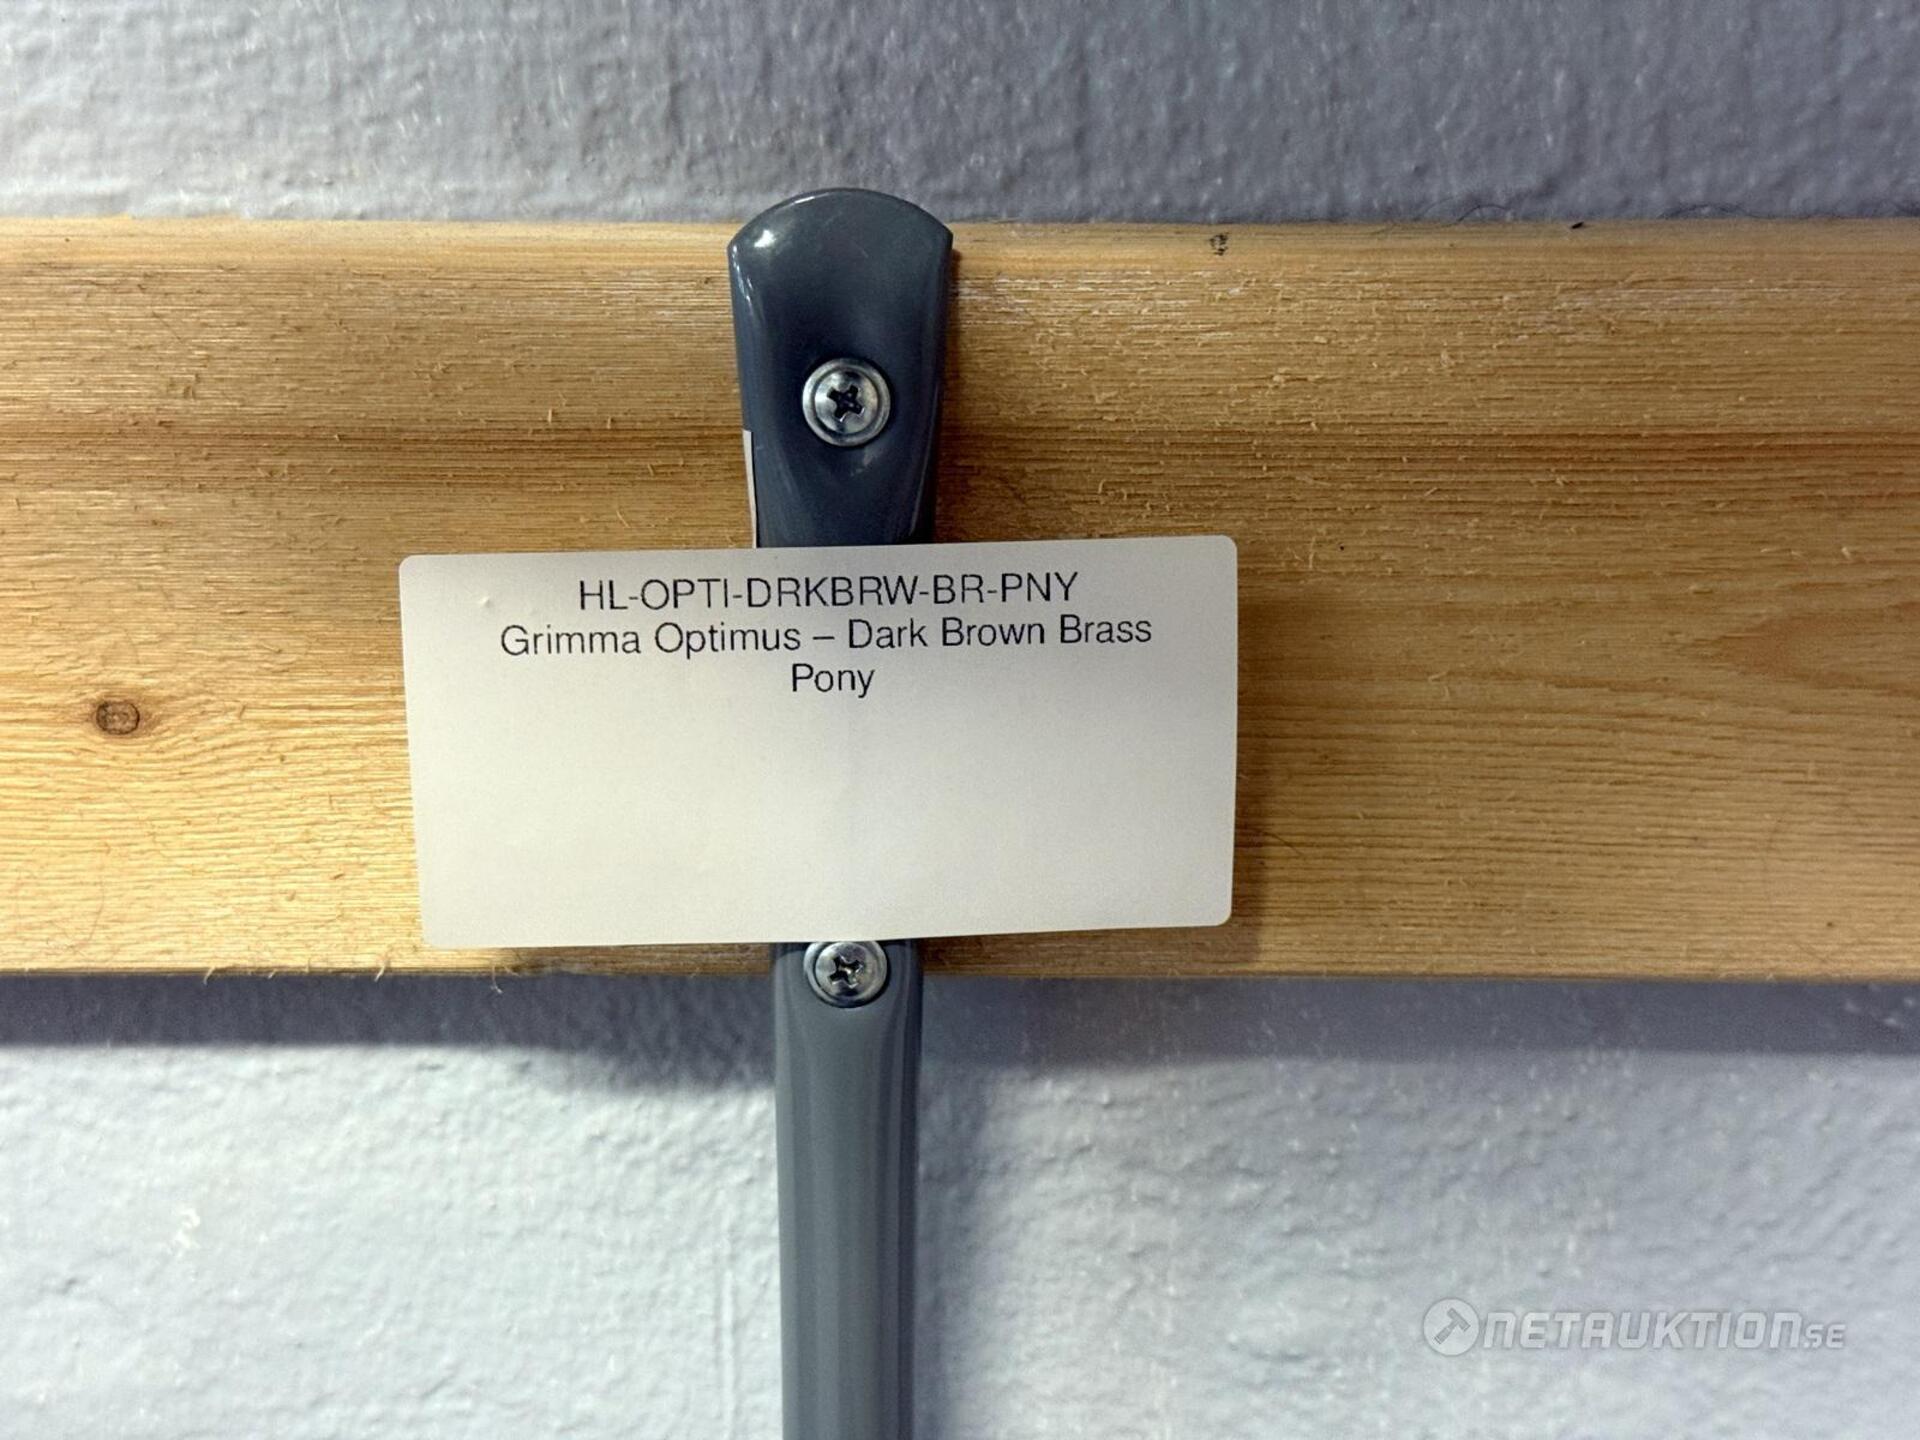 HL-OPTI-DRKBRW-BR-PNY
Grimma Optimus – Dark Brown Brass
Pony
NETAUKTION.SE